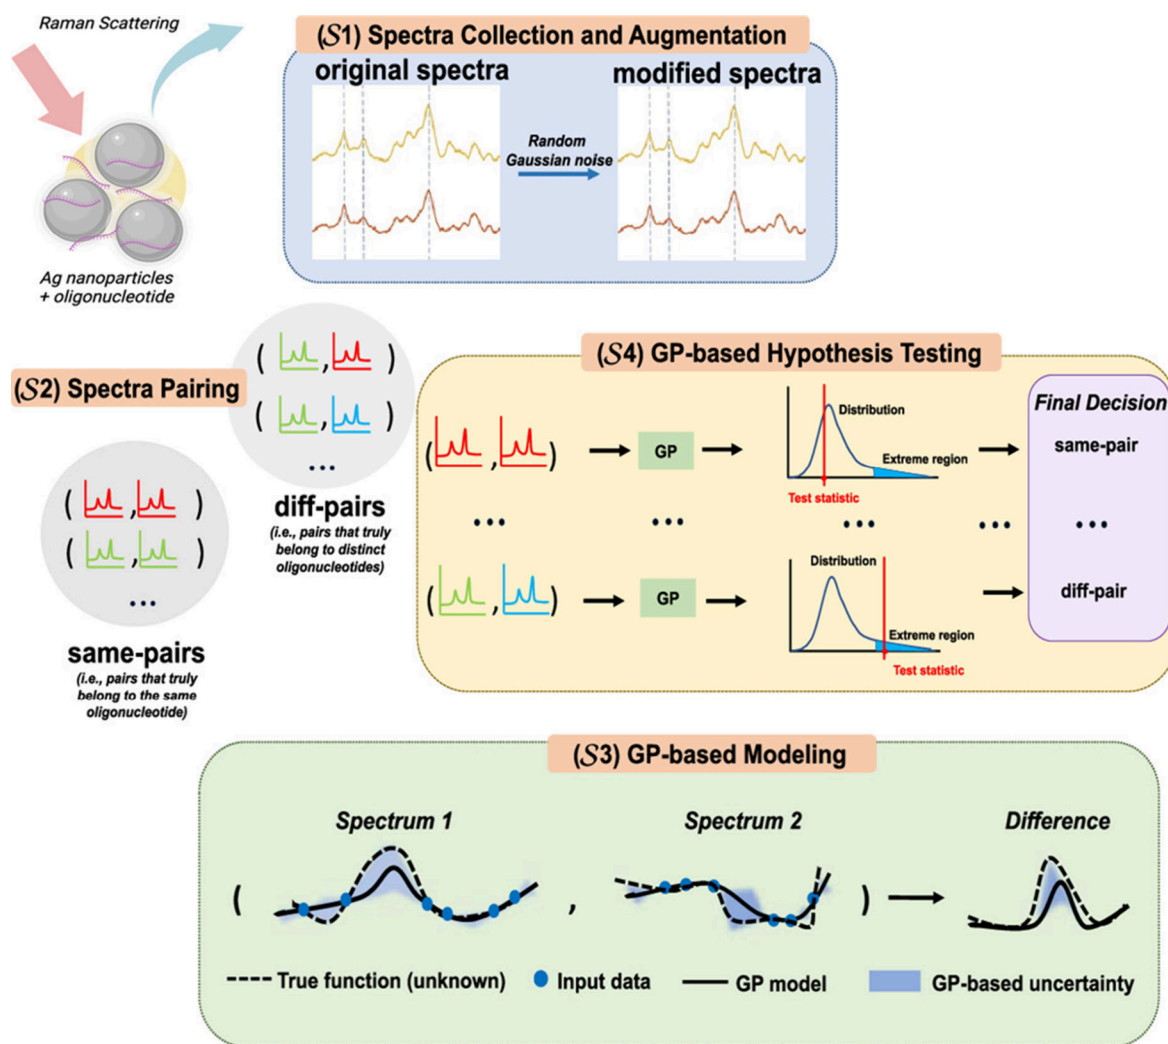 Raman Scattering
Ag nanoparticles
+ oligonucleotide
(S1) Spectra Collection and Augmentation
original spectra
modified spectra
Random
Gaussian noise
(S2) Spectra Pairing
( , )
( , )
...
diff-pairs
(i.e., pairs that truly
belong to distinct
oligonucleotides)
( , )
( , )
...
same-pairs
(i.e., pairs that truly
belong to the same
oligonucleotide)
(S4) GP-based Hypothesis Testing
( , )
GP
Distribution
Extreme region
Test statistic
Final Decision
same-pair
... ... ... ... ...
( , )
GP
Distribution
Extreme region
Test statistic
diff-pair
(S3) GP-based Modeling
Spectrum 1
Spectrum 2
Difference
( , )
True function (unknown)
Input data
GP model
GP-based uncertainty